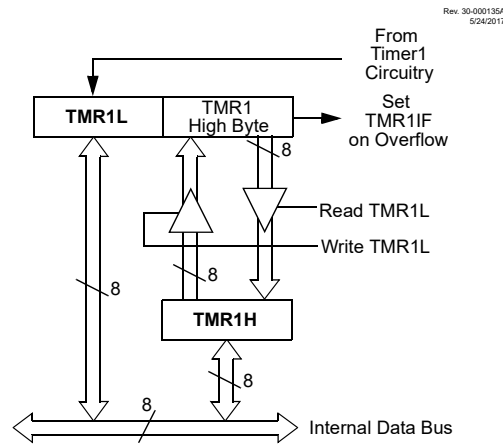 Rev. 30-000135A
5/24/2017
From
Timer1
Circuitry
TMR1L
TMR1
High Byte
Set
TMR1IF
on Overflow
8
Read TMR1L
Write TMR1L
8
8
TMR1H
8
8
Internal Data Bus